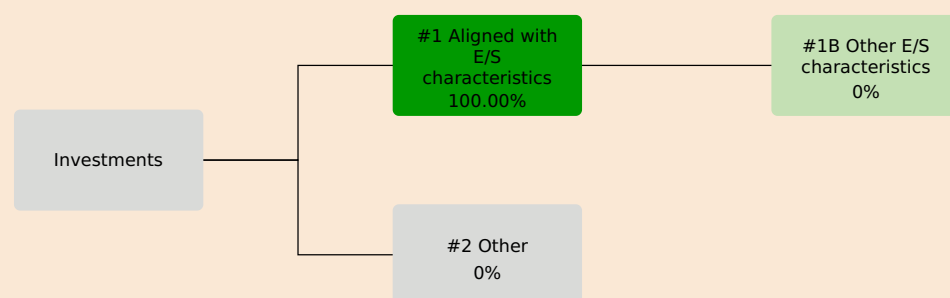 #1 Aligned with
E/S
characteristics
100.00%
#1B Other E/S
characteristics
0%
Investments
#2 Other
0%